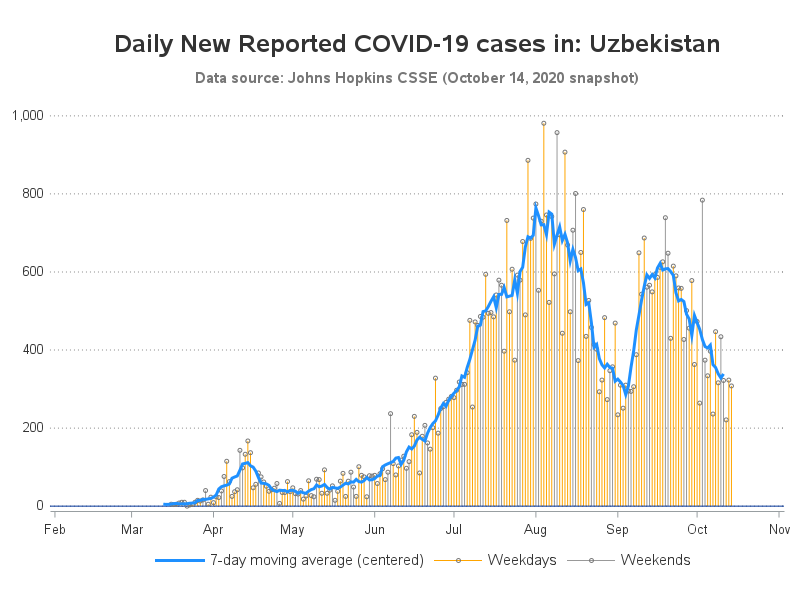 Daily New Reported COVID-19 cases in: Uzbekistan
Data source: Johns Hopkins CSSE (October 14, 2020 snapshot)
1,000
800
600
400
200
0
Feb Mar Apr May Jun Jul Aug Sep Oct Nov
7-day moving average (centered) Weekdays Weekends